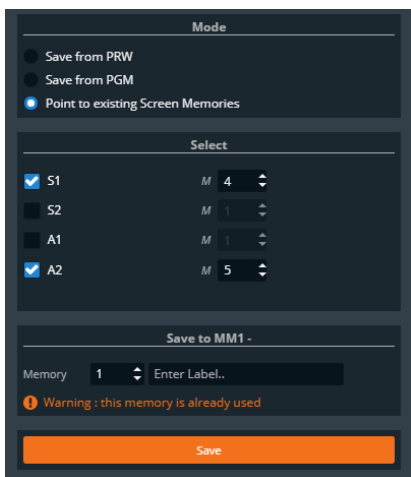 Mode
Save from PRW
Save from PGM
Point to existing Screen Memories
Select
S1 M 4
S2 M 1
A1 M 1
A2 M 5
Save to MM1 -
Memory 1 Enter Label..
Warning : this memory is already used
Save